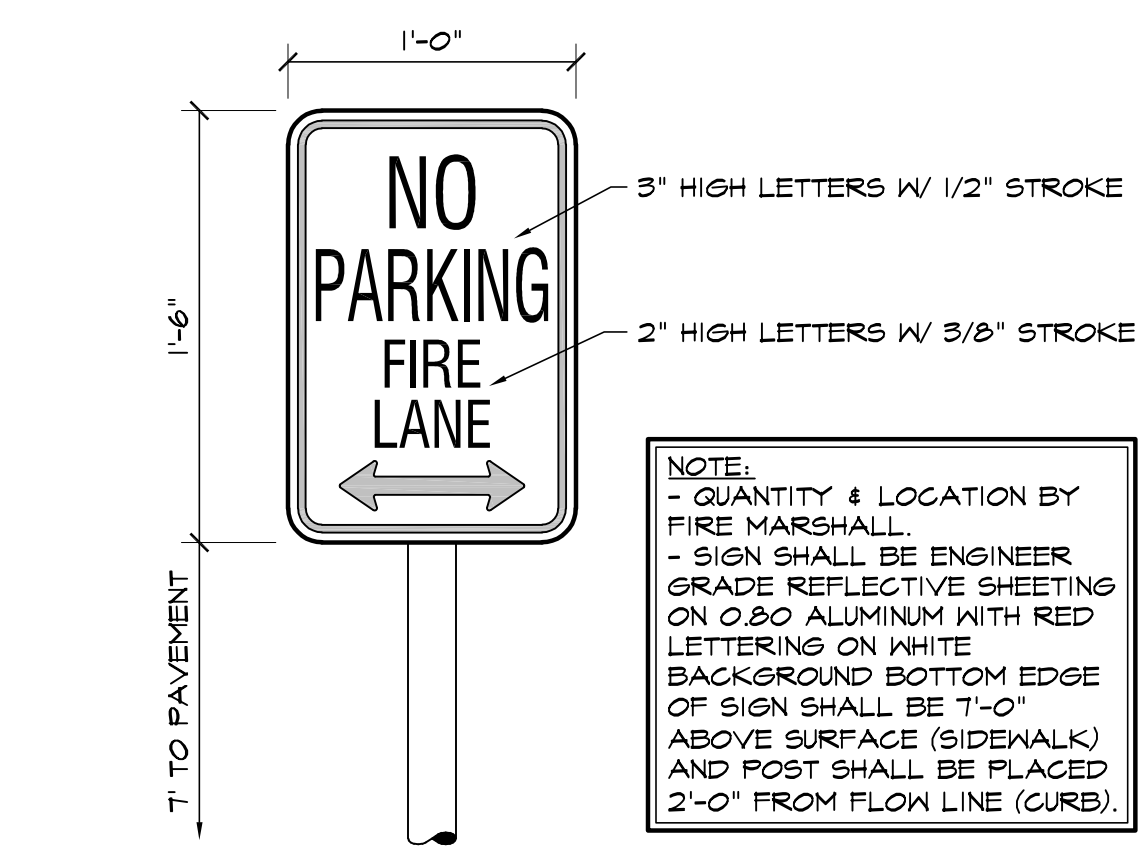 1'-0"
NO
PARKING
FIRE
LANE
3" HIGH LETTERS W/ 1/2" STROKE
2" HIGH LETTERS W/ 3/8" STROKE
1'-6"
7' TO PAVEMENT
NOTE:
- QUANTITY & LOCATION BY
FIRE MARSHALL.
- SIGN SHALL BE ENGINEER
GRADE REFLECTIVE SHEETING
ON 0.80 ALUMINUM WITH RED
LETTERING ON WHITE
BACKGROUND BOTTOM EDGE
OF SIGN SHALL BE 7'-0"
ABOVE SURFACE (SIDEWALK)
AND POST SHALL BE PLACED
2'-0" FROM FLOW LINE (CURB).